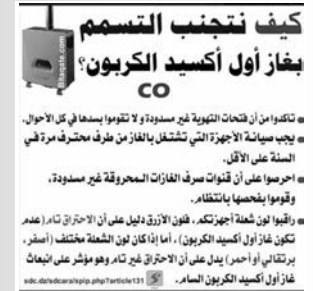 كيف نتجنب التسمم
بغاز أول أكسيد الكربون؟
CO
Bitaqate.com
تأكدوا من أن فتحات التهوية غير مسدودة و لا تقوموا بسدها في كل الأحوال.
يجب صيانة الأجهزة التي تشتغل بالغاز من طرف محترف مرة في
السنة على الأقل.
احرصوا على أن قنوات صرف الغازات المحروقة غير مسدودة،
وقوموا بفحصها بانتظام.
راقبوا لون شعلة أجهزتكم، فلون الأزرق دليل على أن الاحتراق تام (عدم
تكون غاز أول أكسيد الكربون)، أما إذا كان لون الشعلة مختلف (أصفر،
برتقالي أو أحمر) يدل على أن الاحتراق غير تام وهو مؤشر على انبعاث
غاز أول أكسيد الكربون السام.
sdc.dz/sdcara/spip.php?article131